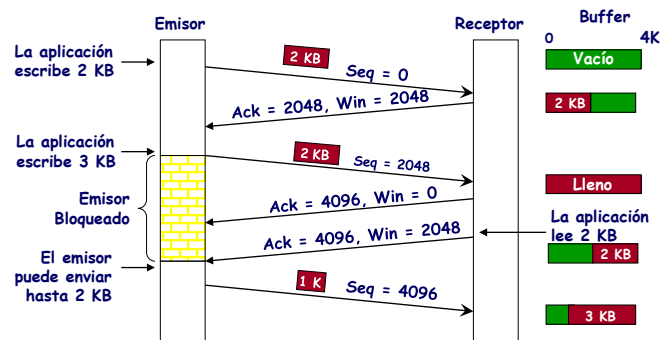 Emisor
Receptor
Buffer
0
4K
La aplicación
escribe 2 KB
2 KB
Seq = 0
Vacío
Ack = 2048, Win = 2048
2 KB
La aplicación
escribe 3 KB
2 KB
Seq = 2048
Lleno
Emisor
Bloqueado
Ack = 4096, Win = 0
La aplicación
lee 2 KB
Ack = 4096, Win = 2048
2 KB
El emisor
puede enviar
hasta 2 KB
1 K
Seq = 4096
3 KB